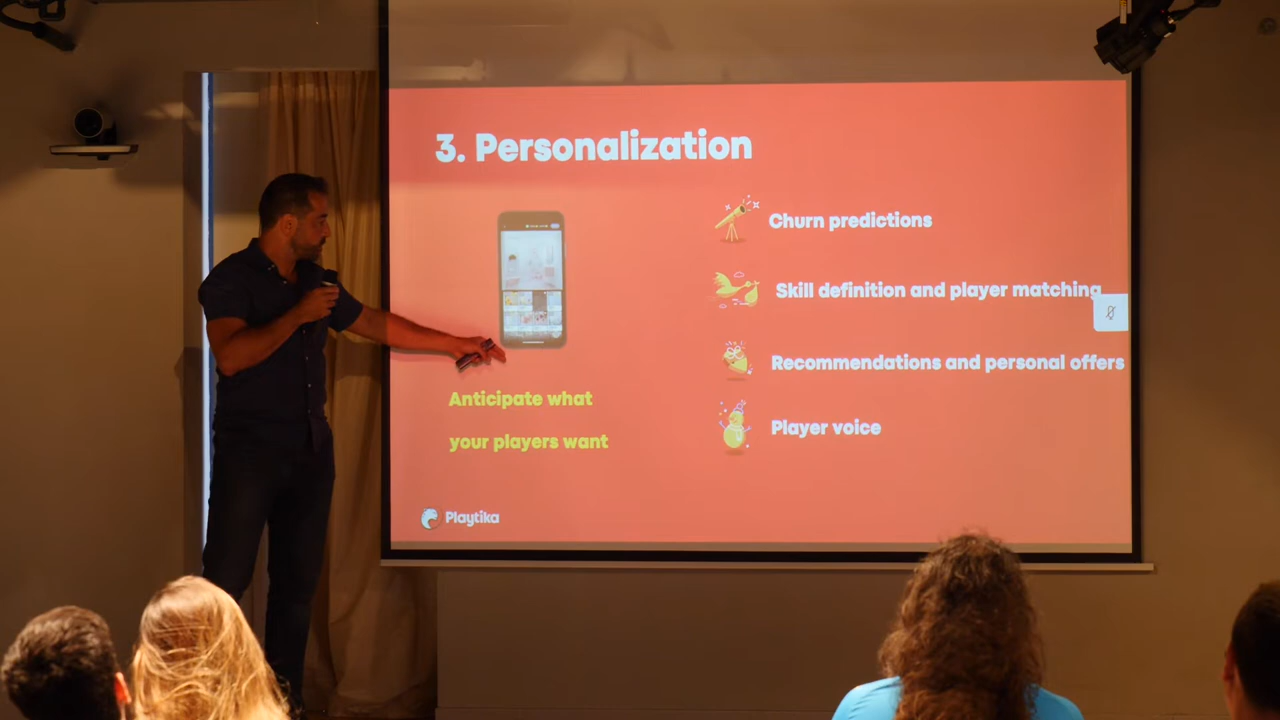 3. Personalization
Churn predictions
Skill definition and player matching
Recommendations and personal offers
Player voice
Anticipate what
your players want
Playtika